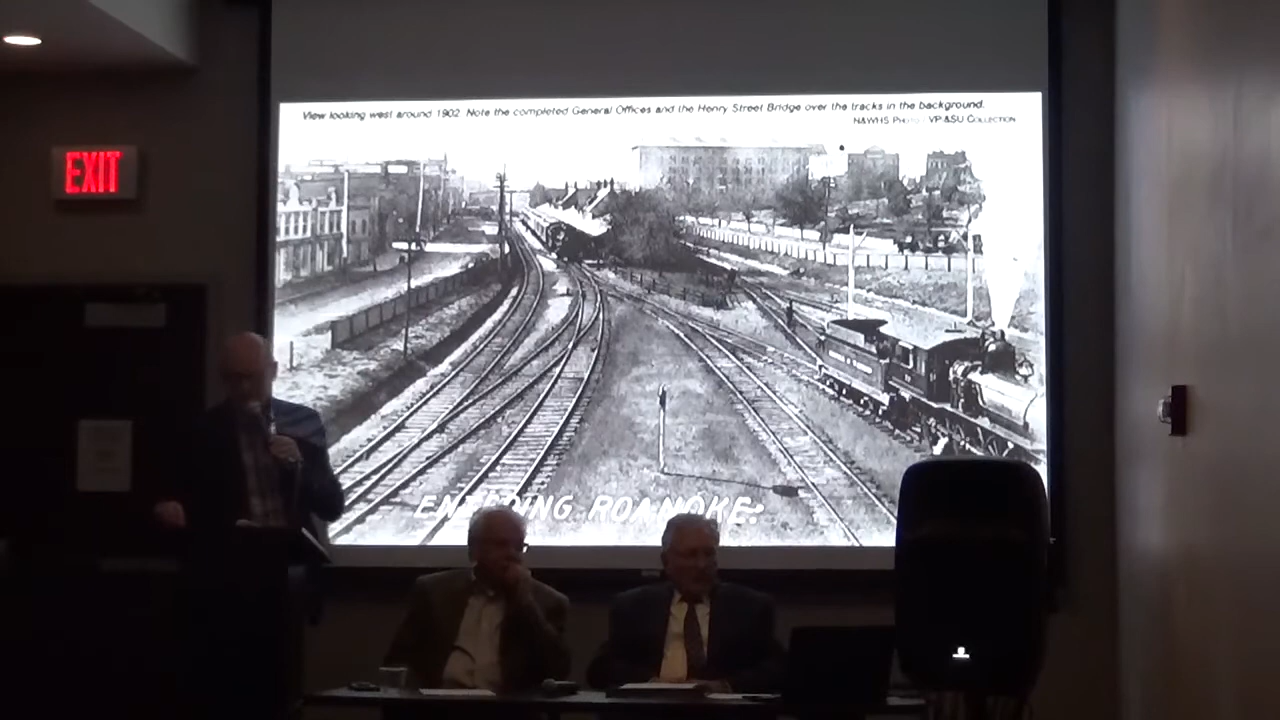 View looking west around 1902. Note the completed General Offices and the Henry Street Bridge over the tracks in the background.
N&WHS PHOTO - VPI&SU COLLECTION
EXIT
ENTERING ROANOKE.